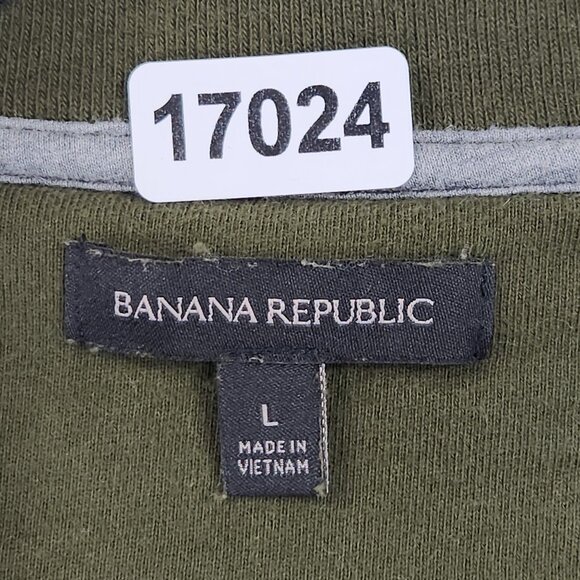 17024
BANANA REPUBLIC
L
MADE IN
VIETNAM